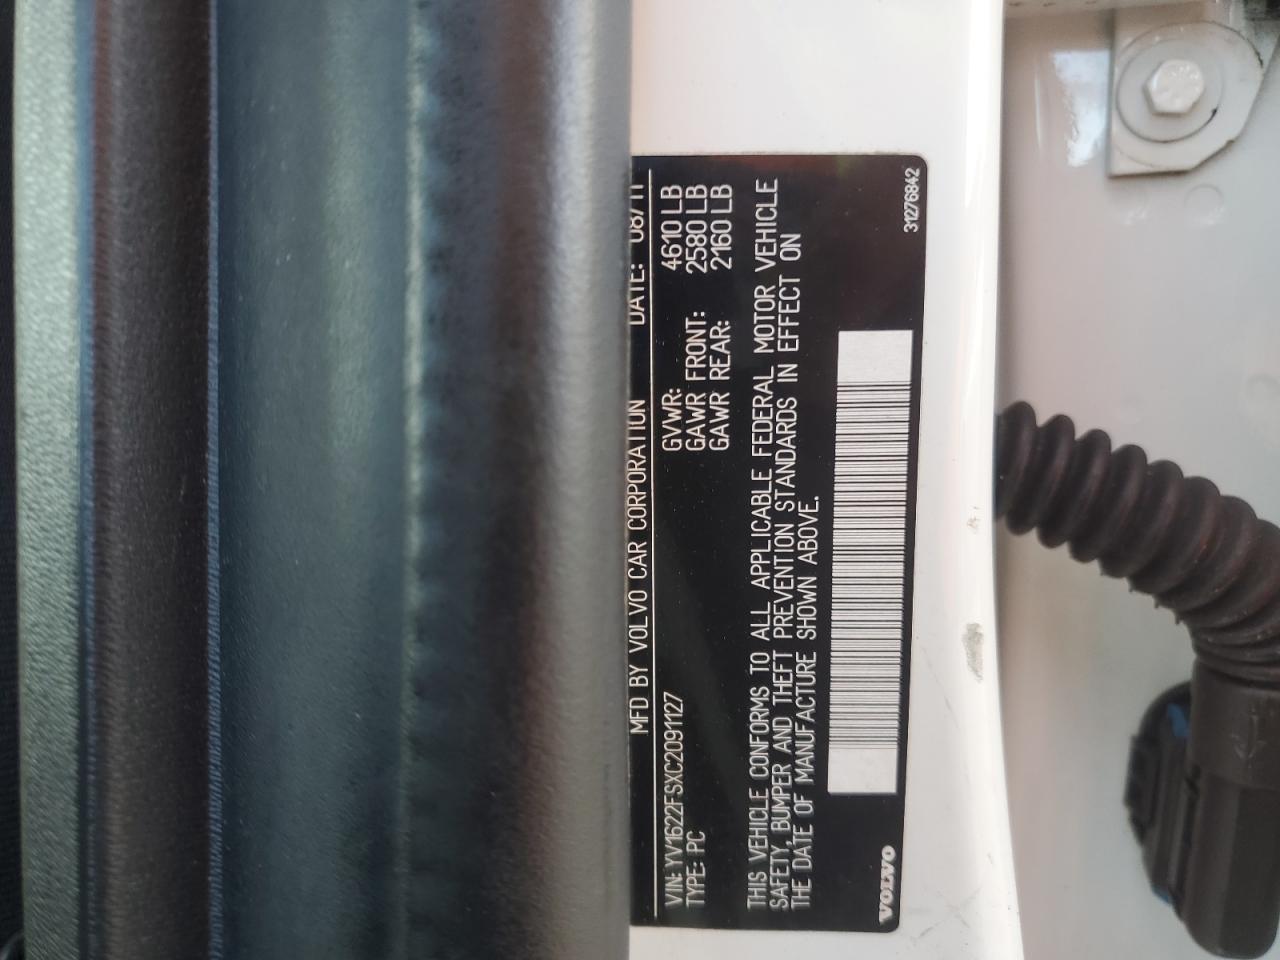 MFD BY VOLVO CAR CORPORATION DATE: 08/11
VIN: YV1622FSXC2091127 GVWR: 4610 LB
TYPE: PC GAWR FRONT: 2580 LB
GAWR REAR: 2160 LB
THIS VEHICLE CONFORMS TO ALL APPLICABLE FEDERAL MOTOR VEHICLE
SAFETY, BUMPER AND THEFT PREVENTION STANDARDS IN EFFECT ON
THE DATE OF MANUFACTURE SHOWN ABOVE.
VOLVO 31276842